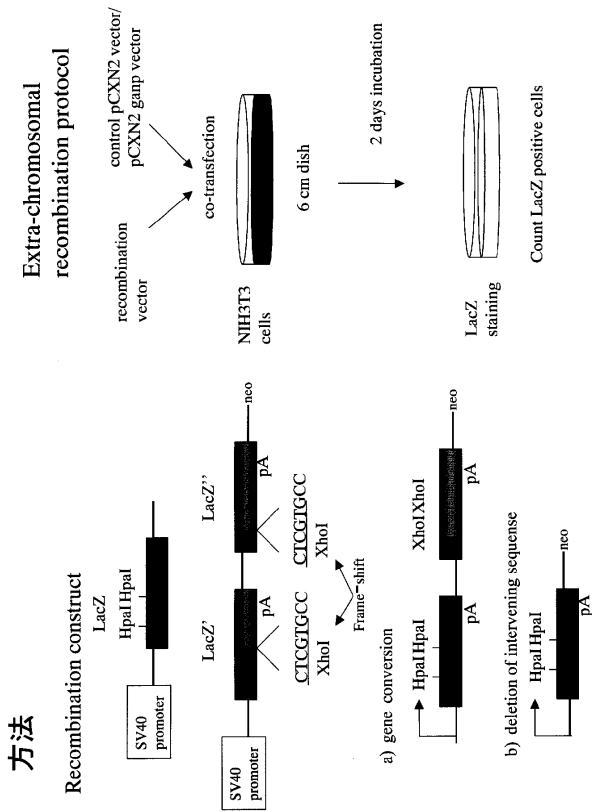 方法
Recombination construct
LacZ
HpaI HpaI
SV40
promoter
LacZ'
LacZ''
SV40
promoter
pA
pA
neo
CTCGTGCC
XhoI
CTCGTGCC
XhoI
Frame-shift
a) gene conversion
HpaI HpaI
XhoI XhoI
pA
pA
neo
b) deletion of intervening sequense
HpaI HpaI
pA
neo
Extra-chromosomal
recombination protocol
recombination
vector
control pCXN2 vector/
pCXN2 ganp vector
co-transfection
NIH3T3
cells
6 cm dish
2 days incubation
LacZ
staining
Count LacZ positive cells